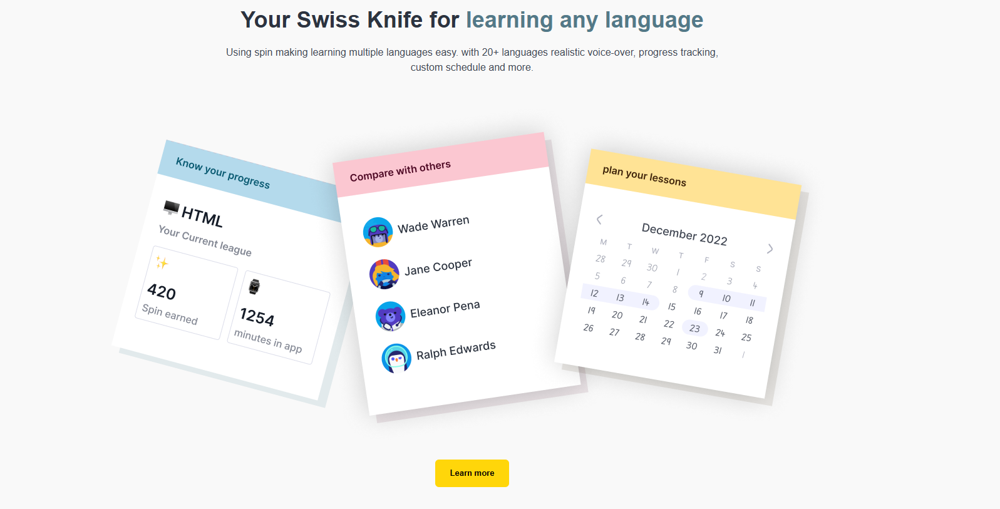 Your Swiss Knife for learning any language
Using spin making learning multiple languages easy. with 20+ languages realistic voice-over, progress tracking,
custom schedule and more.
Know your progress
HTML
Your Current league
420
Spin earned
1254
minutes in app
Compare with others
Wade Warren
Jane Cooper
Eleanor Pena
Ralph Edwards
plan your lessons
December 2022
M T W T F S S
28 29 30 1 2 3 4
5 6 7 8 9 10 11
12 13 14 15 16 17 18
19 20 21 22 23 24 25
26 27 28 29 30 31 1
Learn more